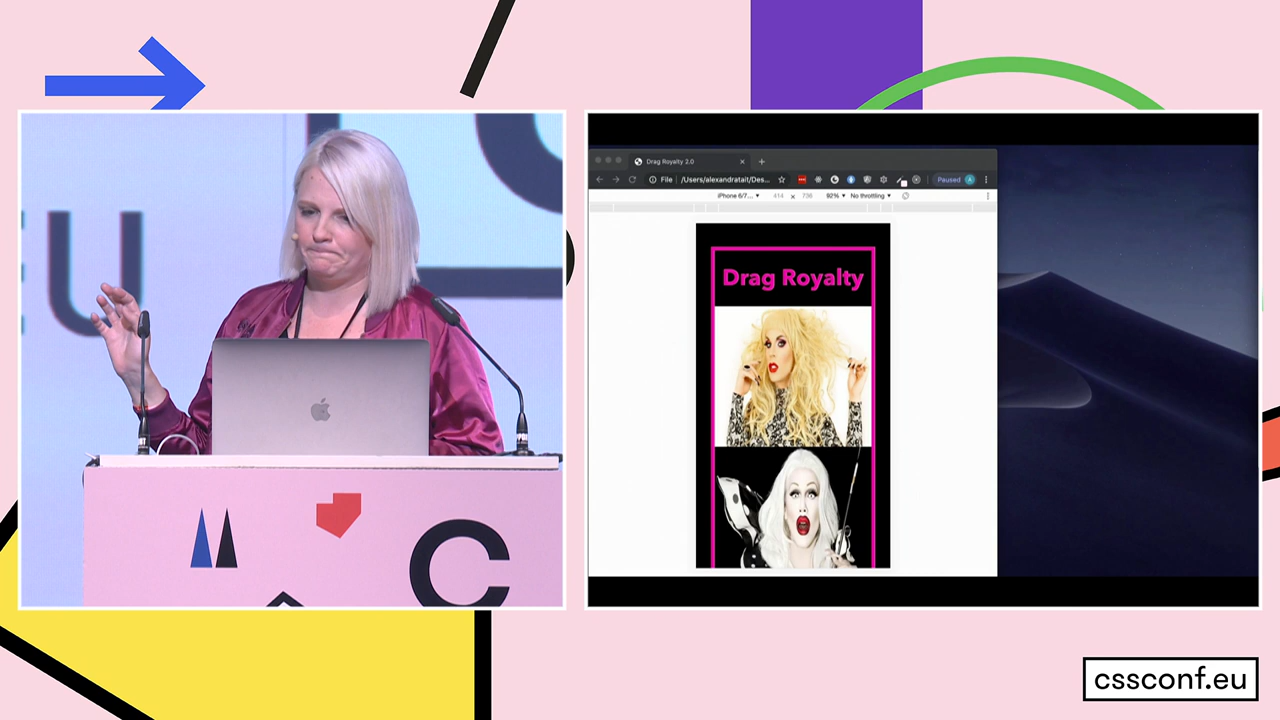 EU
C
Drag Royalty 2.0
File
/Users/alexandratait/Des...
Paused
A
iPhone 6/7...
414
×
736
92%
No throttling
Drag Royalty
cssconf.eu